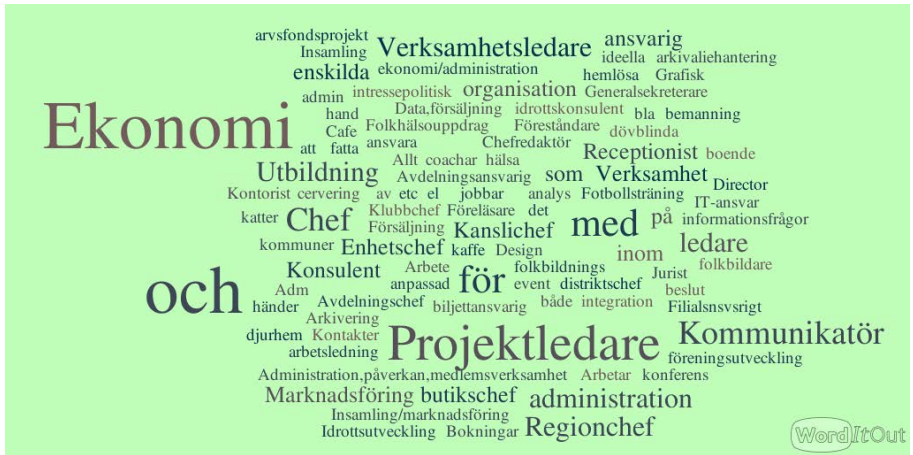 arvsfondsprojekt Verksamhetsledare ansvarig
Insamling ideella arkivaliehantering
enskilda ekonomi/administration hemlösa Grafisk
admin intressepolitisk organisation Generalsekreterare
Ekonomi hand Data,försäljning idrottskonsulent bla bemanning
Cafe Folkhälsouppdrag Föreståndare dövblinda
att fatta ansvara Chefredaktör Receptionist boende
Allt coachar hälsa
Utbildning Avdelningsansvarig som Verksamhet Director
Kontorist cervering av etc el jobbar analys Fotbollsträning IT-ansvar
katter Chef Klubbchef Föreläsare det med på informationsfrågor
Försäljning Kanslichef
kommuner Enhetschef kaffe Design inom ledare
Konsulent Arbete för folkbildnings Jurist folkbildare
och Adm anpassad event distriktschef beslut
händer Avdelningschef biljettansvarig både integration Filialsnsvsrigt
Arkivering
djurhem Kontakter Projektledare Kommunikatör
arbetsledning föreningsutveckling
Administration,påverkan,medlemsverksamhet Arbetar konferens
Marknadsföring butikschef administration
Insamling/marknadsföring
Idrottsutveckling Bokningar Regionchef
WordItOut